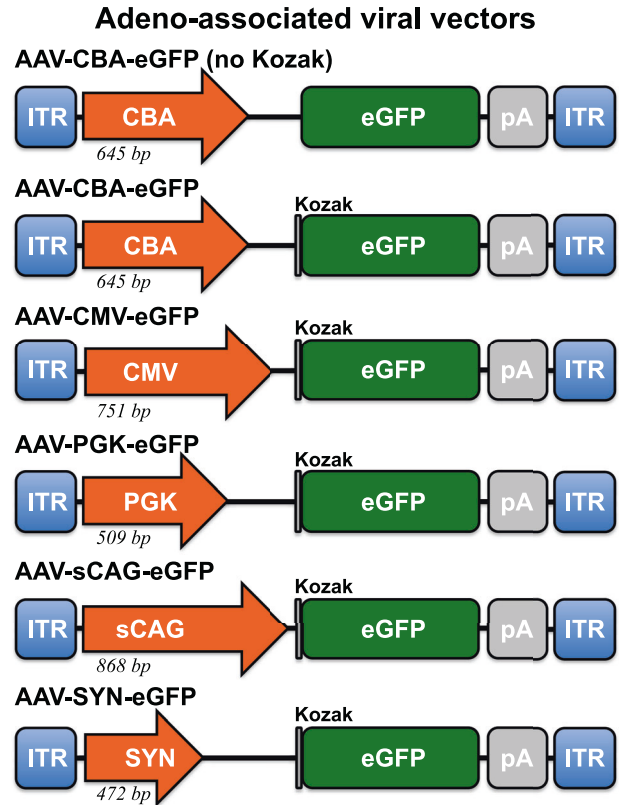 Adeno-associated viral vectors
AAV-CBA-eGFP (no Kozak)
ITR CBA eGFP pA ITR
645 bp
AAV-CBA-eGFP
Kozak
ITR CBA eGFP pA ITR
645 bp
AAV-CMV-eGFP
Kozak
ITR CMV eGFP pA ITR
751 bp
AAV-PGK-eGFP
Kozak
ITR PGK eGFP pA ITR
509 bp
AAV-sCAG-eGFP
Kozak
ITR sCAG eGFP pA ITR
868 bp
AAV-SYN-eGFP
Kozak
ITR SYN eGFP pA ITR
472 bp